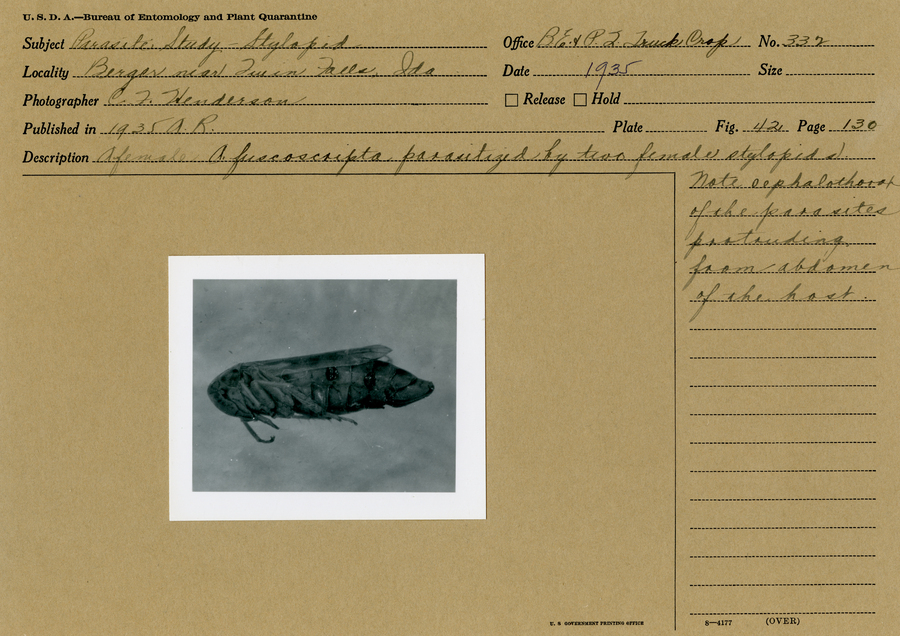 U. S. D. A.—Bureau of Entomology and Plant Quarantine
Subject Parasite Study - Stylopid Office B.E. & P. Q. Truck Crop No. 332
Locality Berger near Twin Falls, Ida Date 1935 Size
Photographer C. F. Henderson Release Hold
Published in 1935 A. R. Plate Fig. 42 Page 130
Description A female A fuscoscripta parasitized by two female stylopids.
Note cephalothorax
of the parasites
protruding
from abdomen
of the host.
U. S. GOVERNMENT PRINTING OFFICE 8—4177 (OVER)